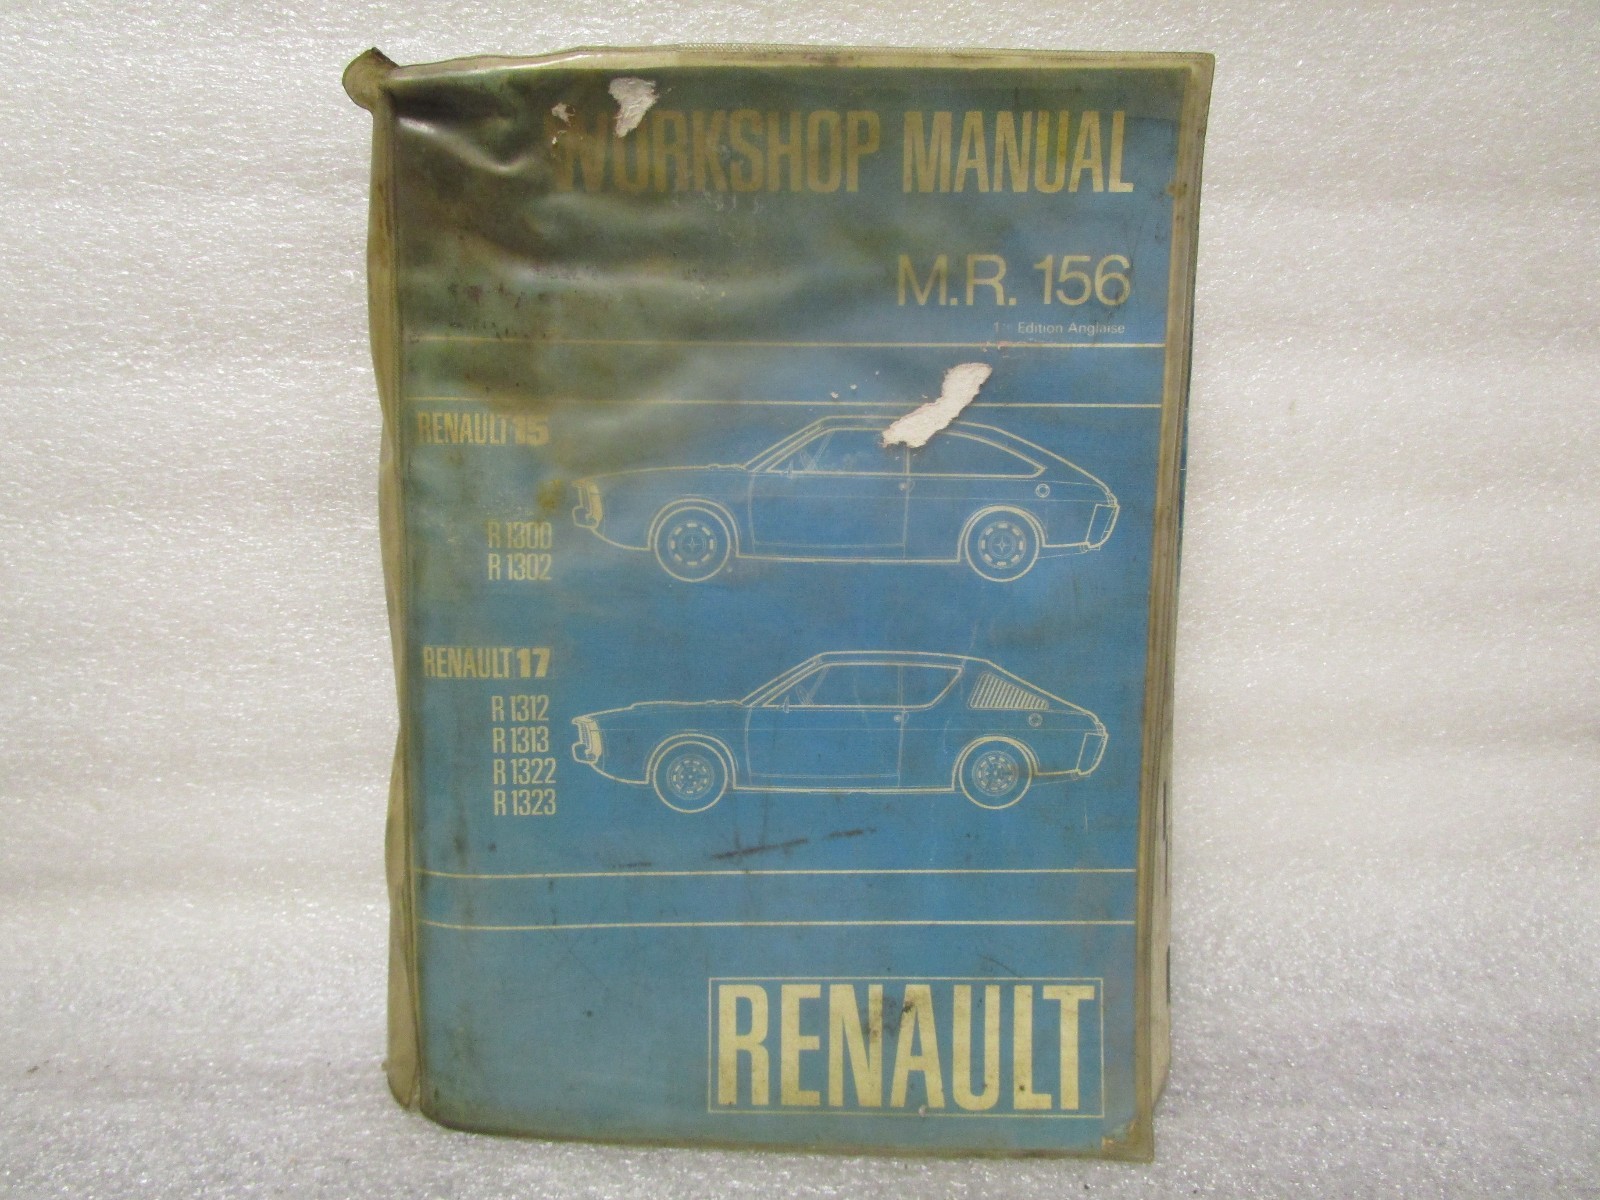 WORKSHOP MANUAL
M.R. 156
Edition Anglaise
RENAULT 15
R 1300
R 1302
RENAULT 17
R 1312
R 1313
R 1322
R 1323
RENAULT